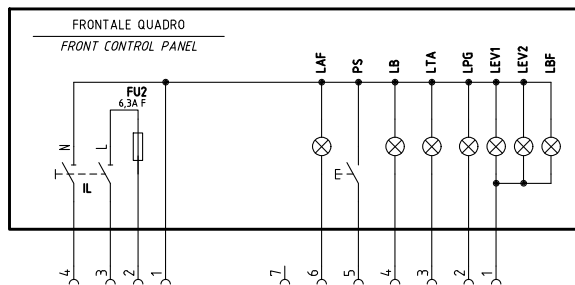 FRONTALE QUADRO
FRONT CONTROL PANEL
LAF PS LB LTA LPG LEV1 LEV2 LBF
FU2
6,3A F
N L
IL
4 3 2 1 7 6 5 4 3 2 1